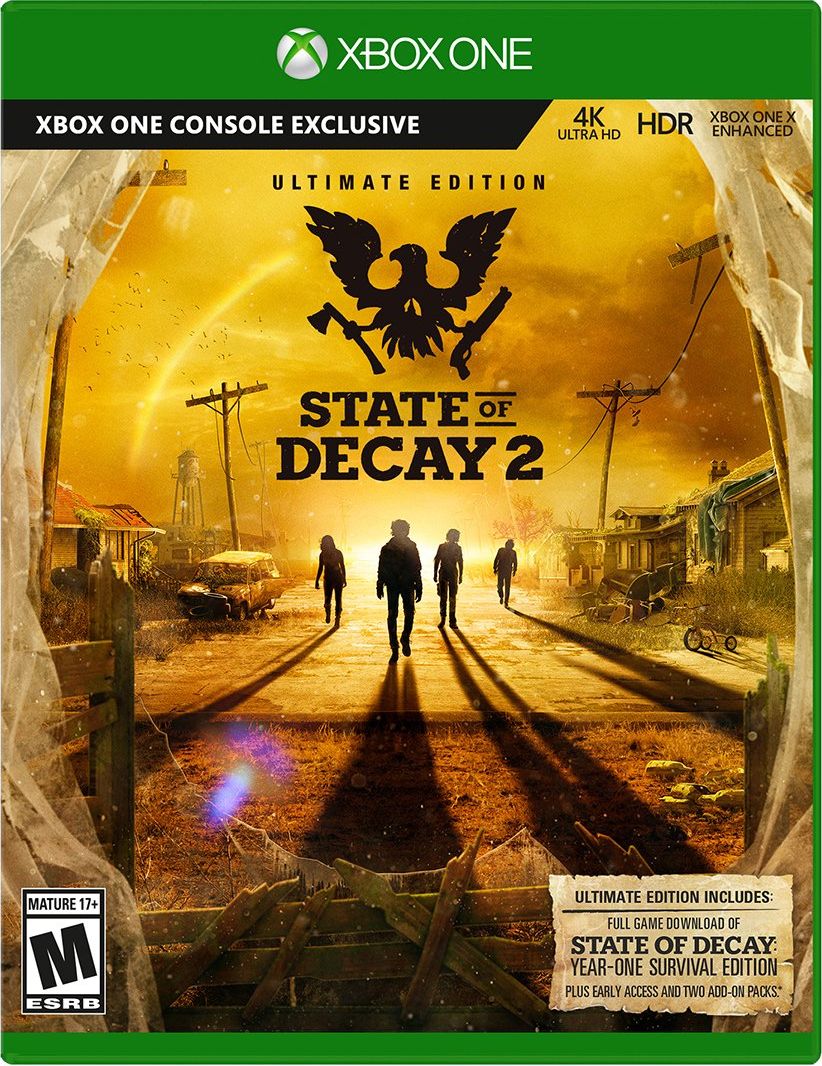 XBOX ONE
XBOX ONE CONSOLE EXCLUSIVE
4K
ULTRA HD
HDR
XBOX ONE X
ENHANCED
ULTIMATE EDITION
STATE OF
DECAY 2
MATURE 17+
M
ESRB
ULTIMATE EDITION INCLUDES:
FULL GAME DOWNLOAD OF
STATE OF DECAY:
YEAR-ONE SURVIVAL EDITION
PLUS EARLY ACCESS AND TWO ADD-ON PACKS.*